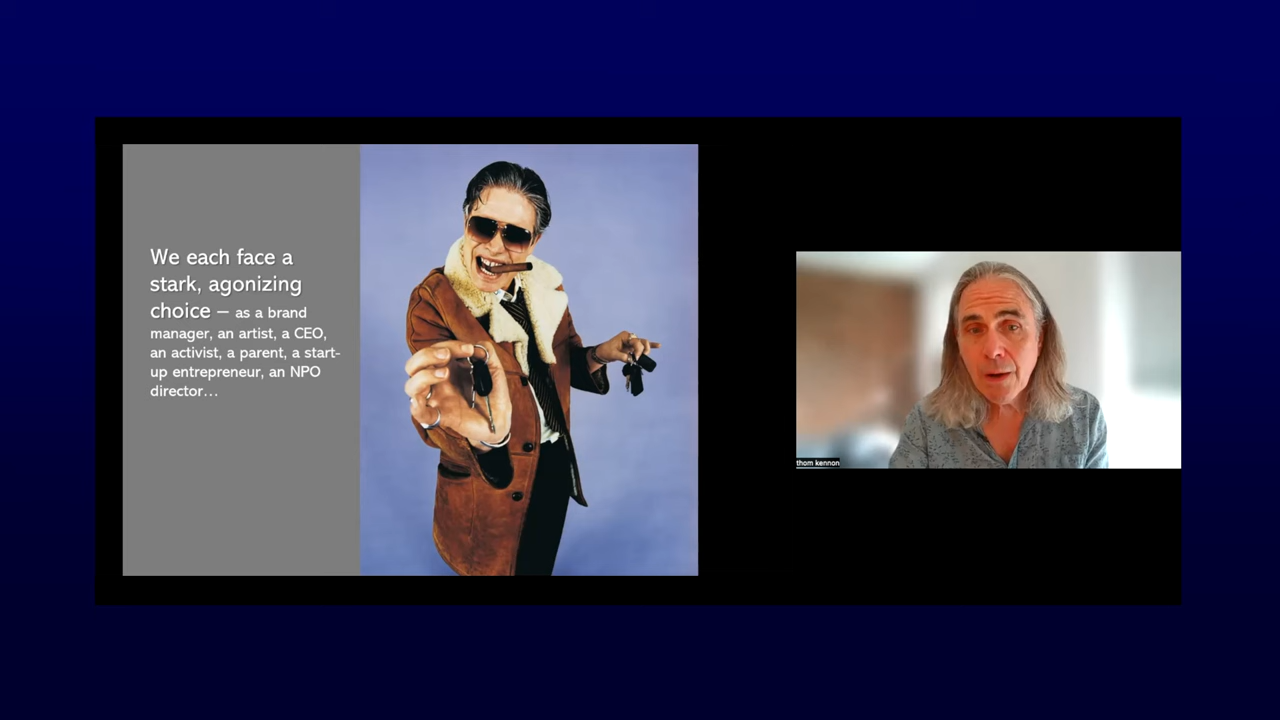 We each face a
stark, agonizing
choice – as a brand
manager, an artist, a CEO,
an activist, a parent, a start-
up entrepreneur, an NPO
director…
thom kennon